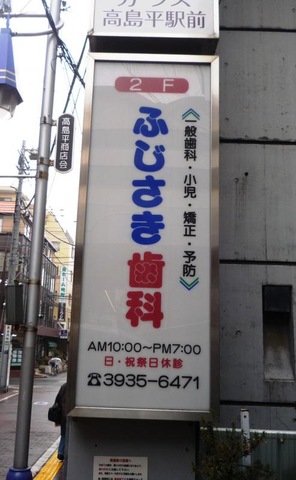 高島平駅前
高島平商店会
2F
ふじさき歯科
《一般歯科・小児・矯正・予防》
AM10:00〜PM7:00
日・祝祭日休診
☎3935-6471